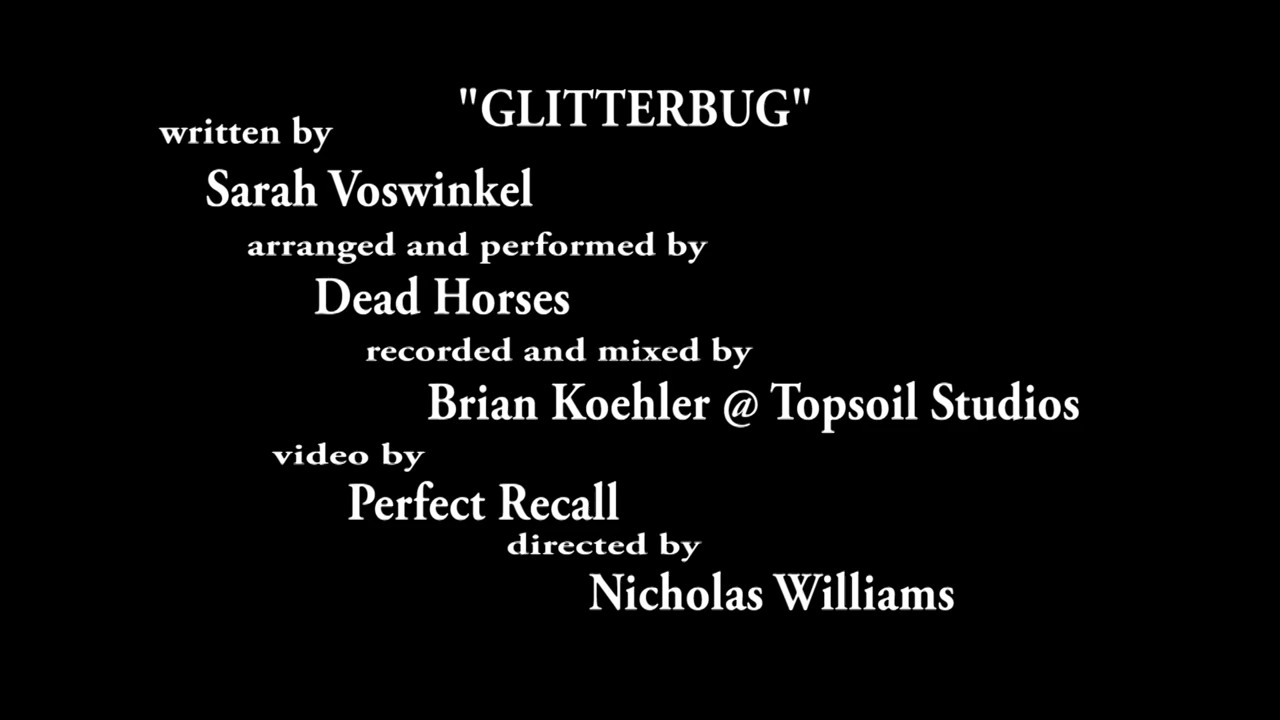 "GLITTERBUG"
written by
Sarah Voswinkel
arranged and performed by
Dead Horses
recorded and mixed by
Brian Koehler @ Topsoil Studios
video by
Perfect Recall
directed by
Nicholas Williams